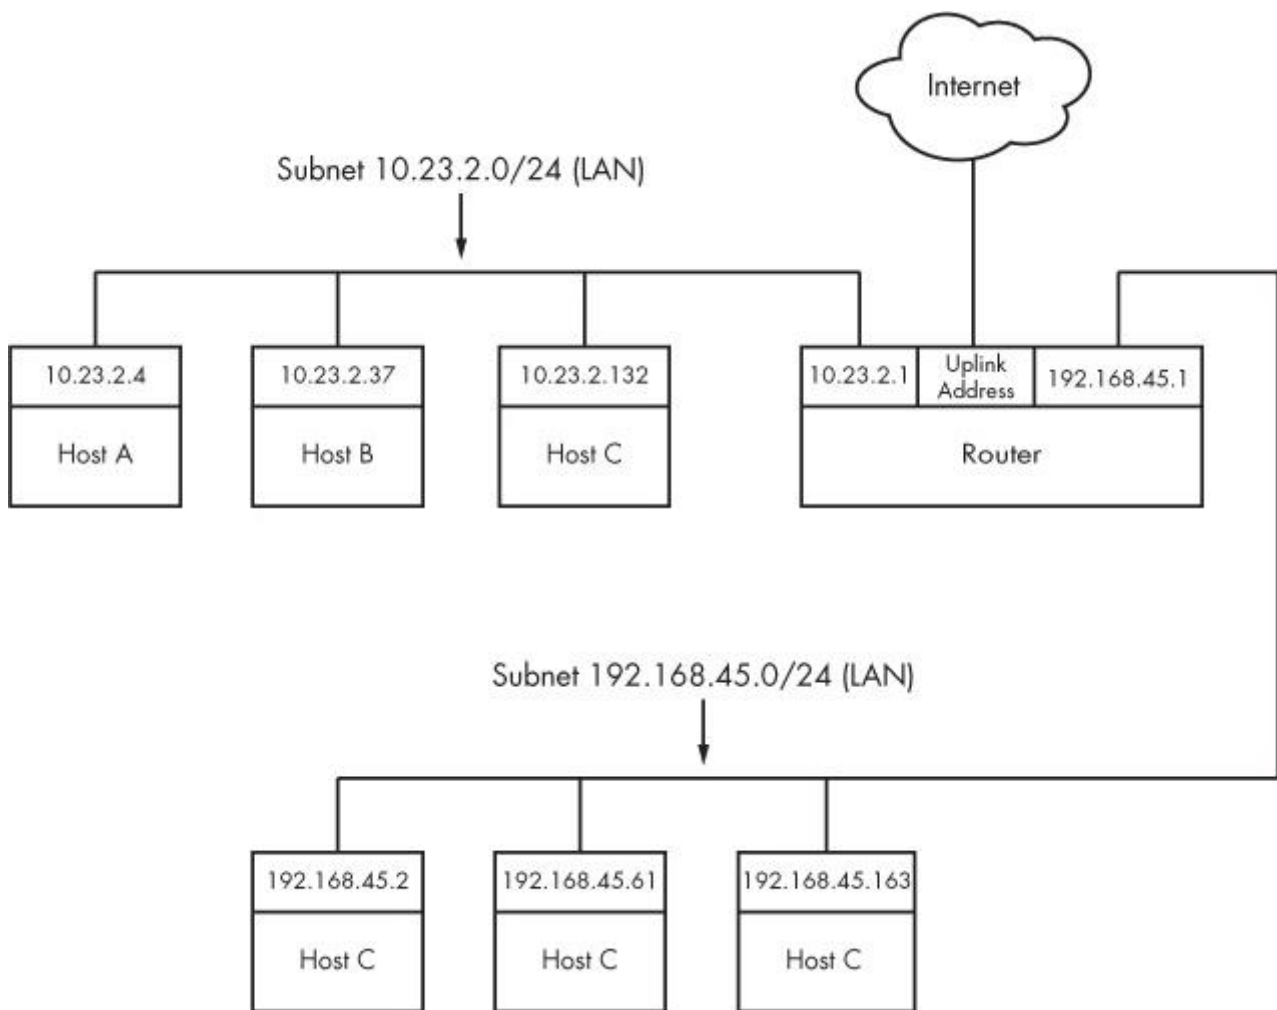 Internet
Subnet 10.23.2.0/24 (LAN)
10.23.2.4
10.23.2.37
10.23.2.132
10.23.2.1
Uplink
Address
192.168.45.1
Host A
Host B
Host C
Router
Subnet 192.168.45.0/24 (LAN)
192.168.45.2
192.168.45.61
192.168.45.163
Host C
Host C
Host C